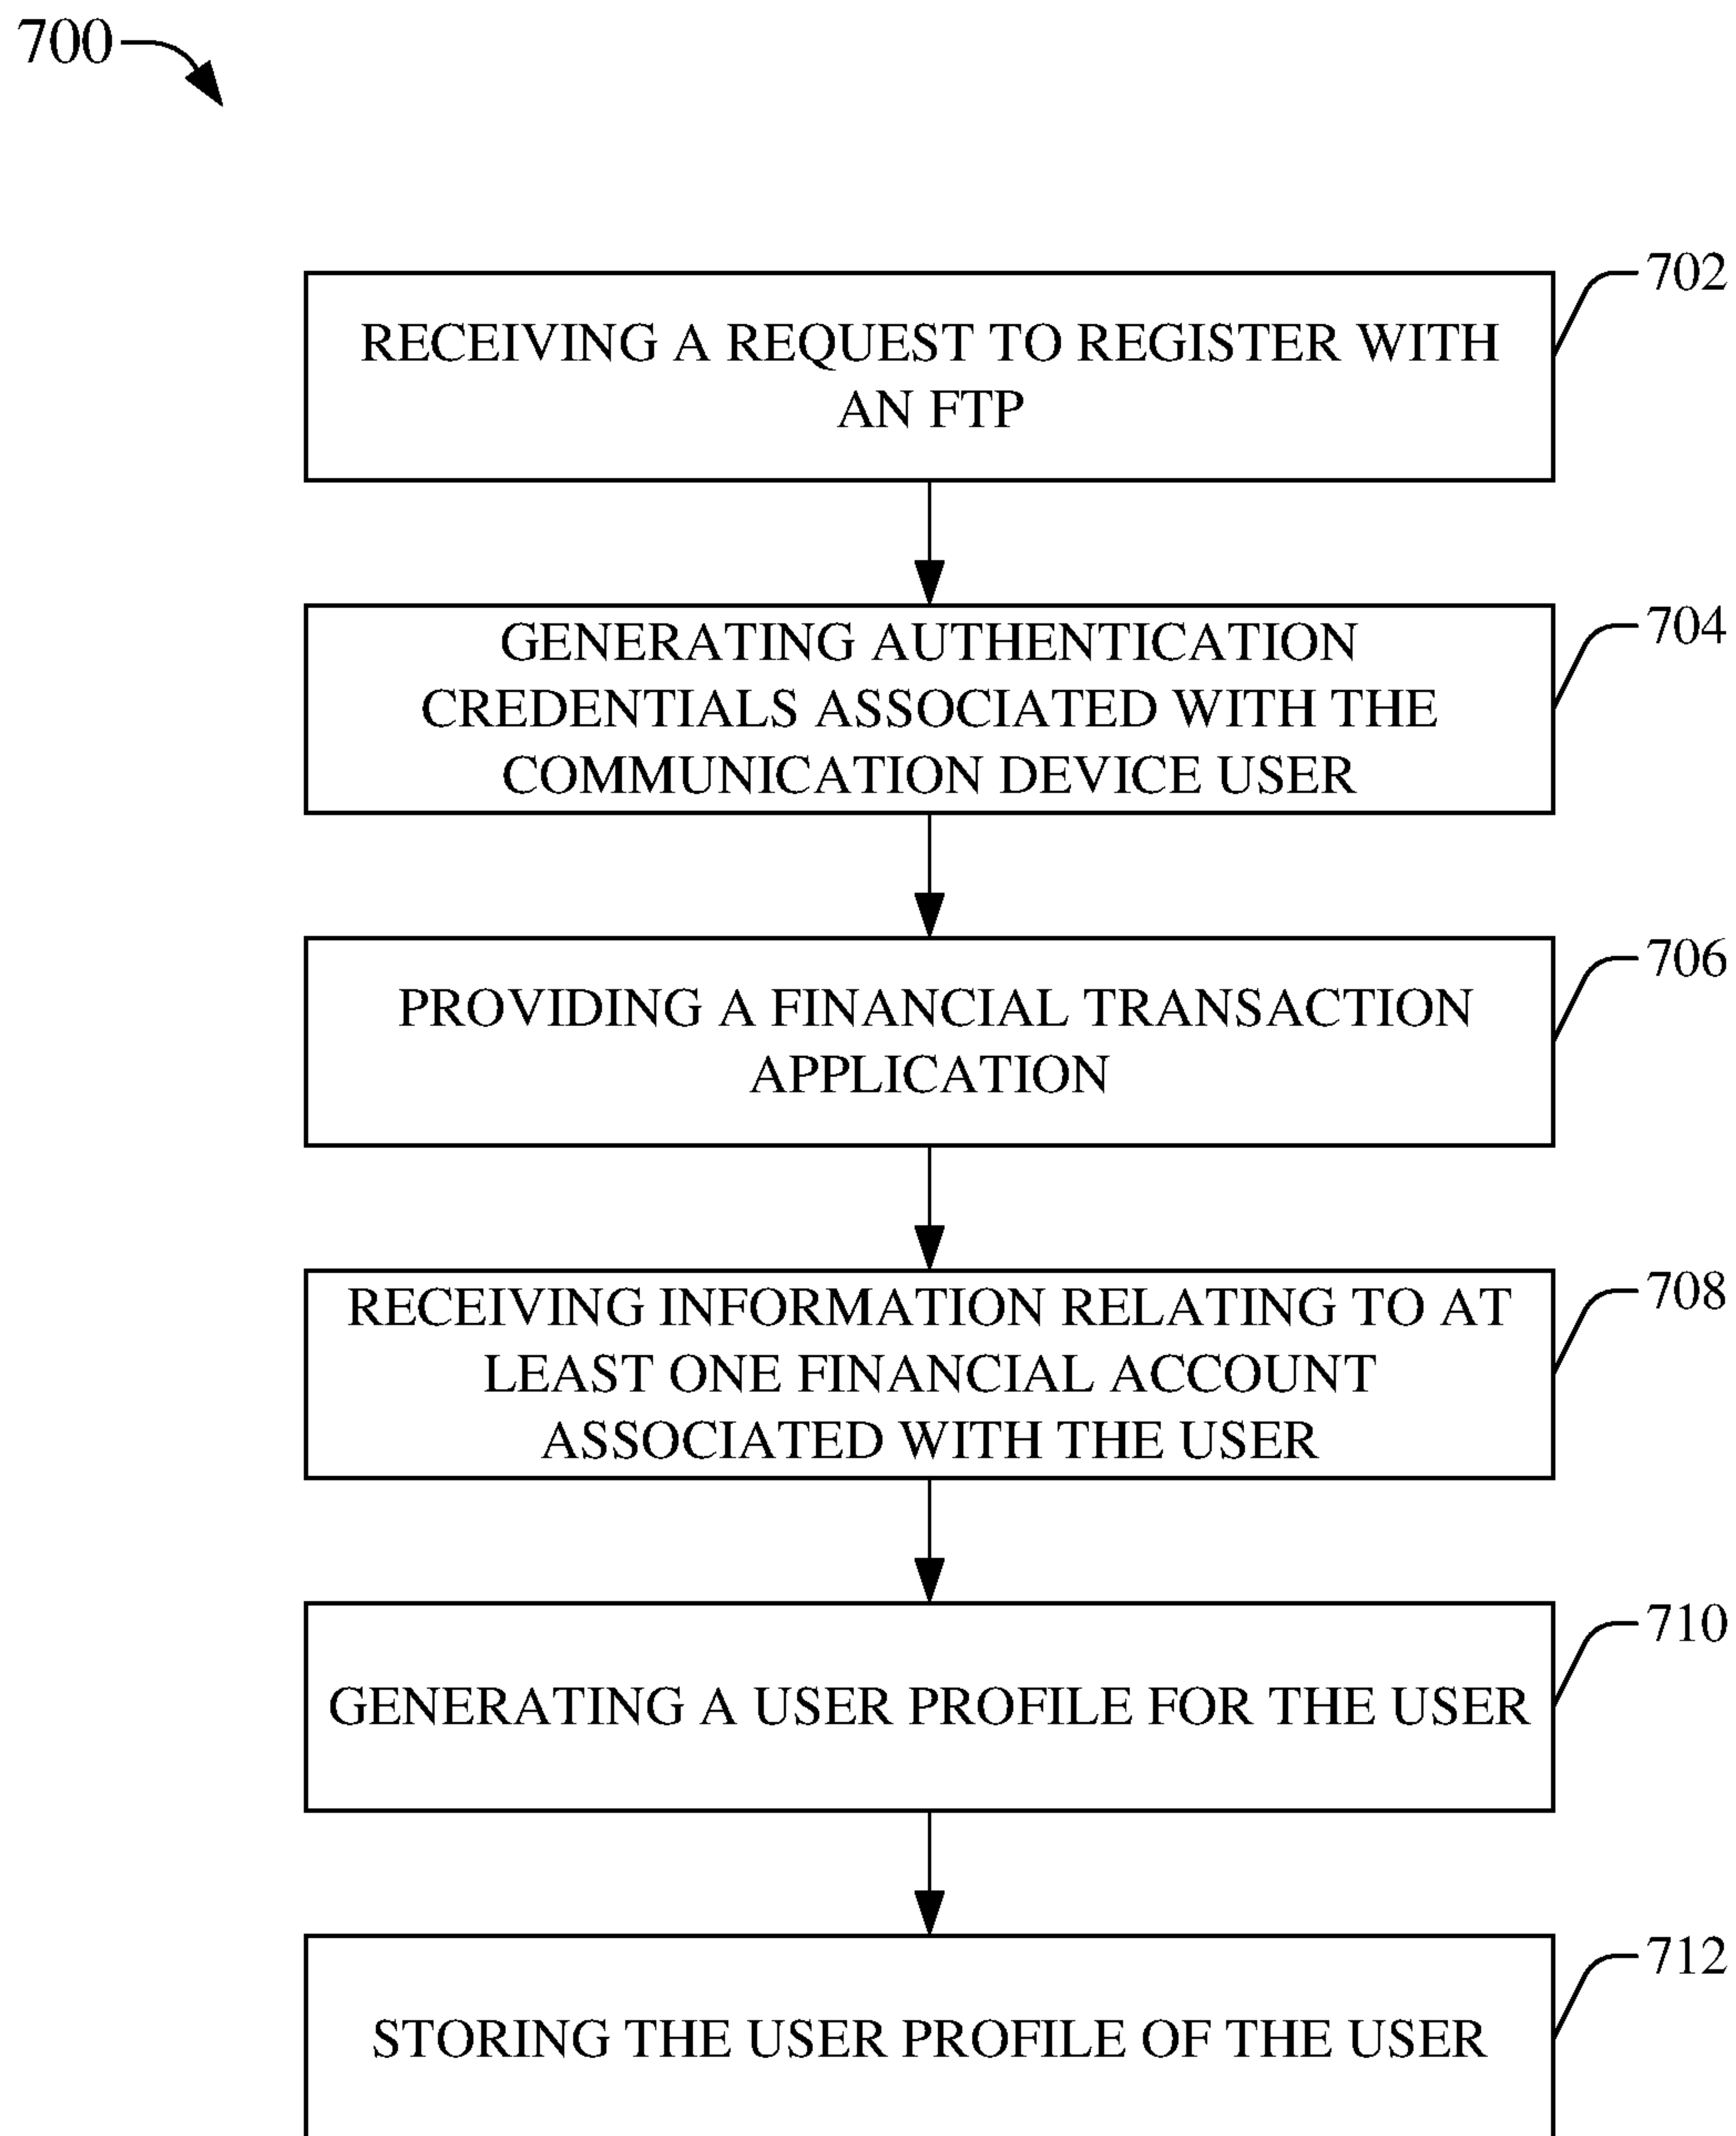 700
702
RECEIVING A REQUEST TO REGISTER WITH
AN FTP
704
GENERATING AUTHENTICATION
CREDENTIALS ASSOCIATED WITH THE
COMMUNICATION DEVICE USER
706
PROVIDING A FINANCIAL TRANSACTION
APPLICATION
708
RECEIVING INFORMATION RELATING TO AT
LEAST ONE FINANCIAL ACCOUNT
ASSOCIATED WITH THE USER
710
GENERATING A USER PROFILE FOR THE USER
712
STORING THE USER PROFILE OF THE USER